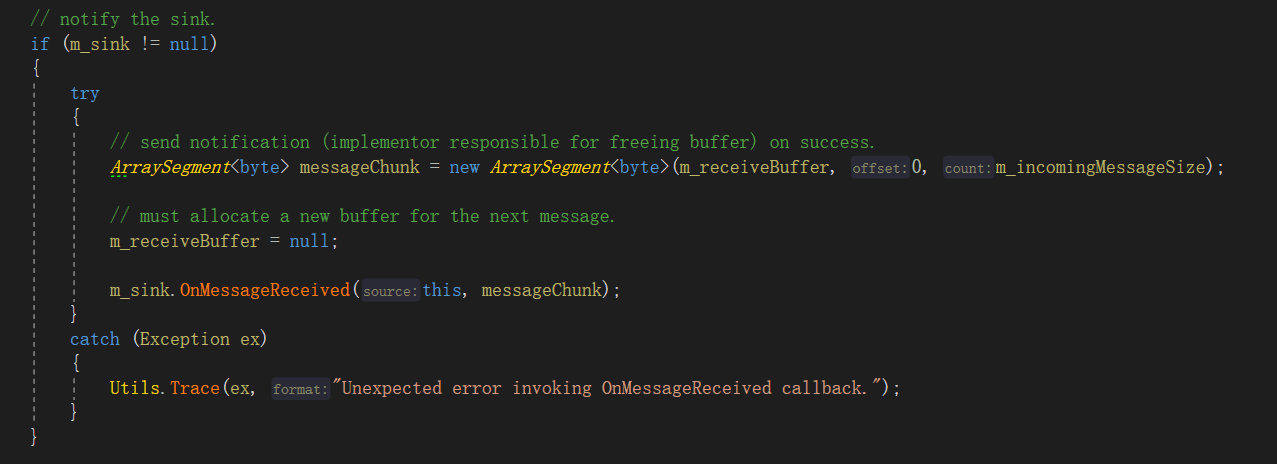 // notify the sink.
if (m_sink != null)
{
try
{
// send notification (implementor responsible for freeing buffer) on success.
ArraySegment<byte> messageChunk = new ArraySegment<byte>(m_receiveBuffer, offset: 0, count: m_incomingMessageSize);
// must allocate a new buffer for the next message.
m_receiveBuffer = null;
m_sink.OnMessageReceived(source: this, messageChunk);
}
catch (Exception ex)
{
Utils.Trace(ex, format: "Unexpected error invoking OnMessageReceived callback.");
}
}